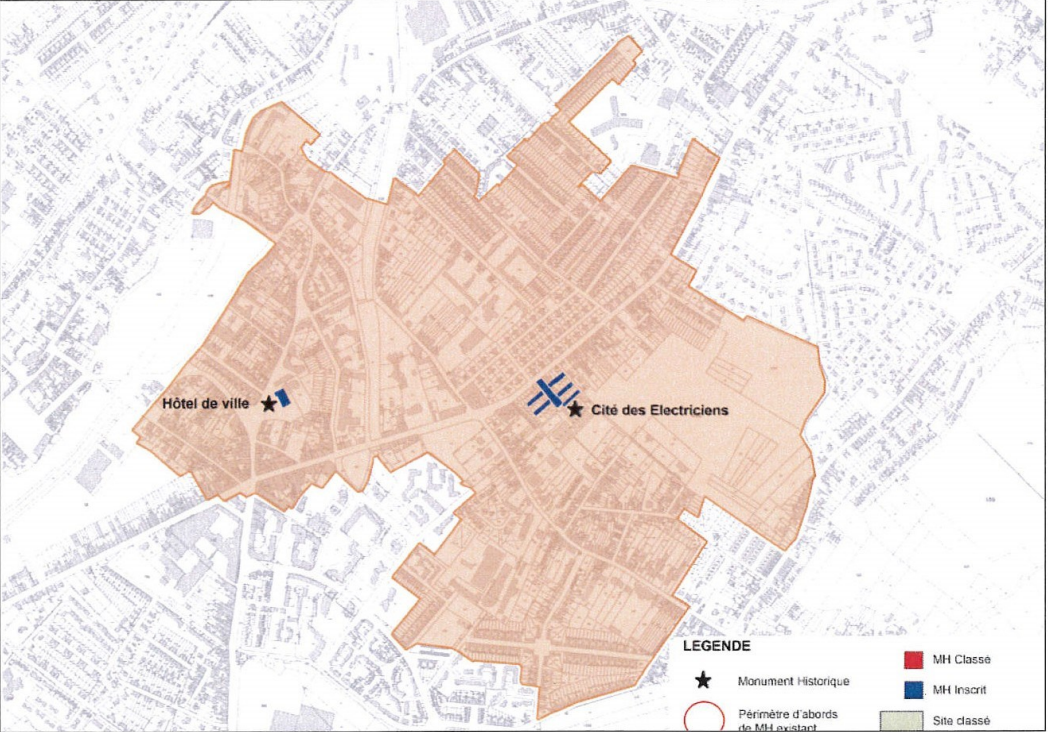 Hôtel de ville
Cité des Electriciens
LEGENDE
Monument Historique
Périmètre d'abords
de MH existant
MH Classé
MH Inscrit
Site classé